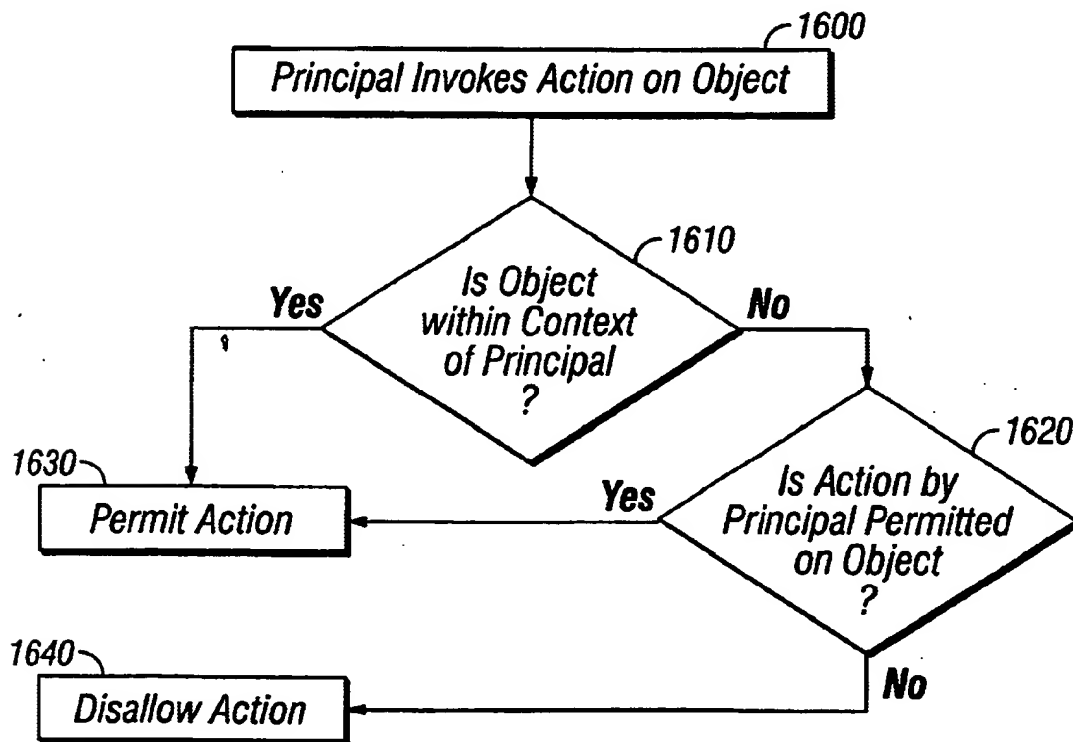 1600
Principal Invokes Action on Object
1610
Is Object
within Context
of Principal
?
Yes
No
1620
Is Action by
Principal Permitted
on Object
?
Yes
No
1630
Permit Action
1640
Disallow Action